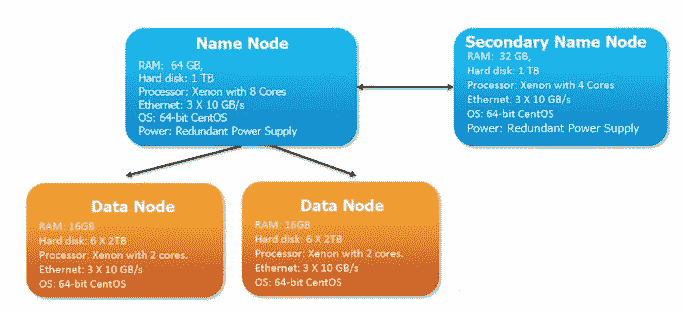 Name Node
RAM:  64 GB,
Hard disk: 1 TB
Processor: Xenon with 8 Cores
Ethernet: 3 X 10 GB/s
OS: 64-bit CentOS
Power: Redundant Power Supply
Secondary Name Node
RAM: 32 GB,
Hard disk: 1 TB
Processor: Xenon with 4 Cores
Ethernet: 3 X 10 GB/s
OS: 64-bit CentOS
Power: Redundant Power Supply
Data Node
RAM: 16GB
Hard disk: 6 X 2TB
Processor: Xenon with 2 cores.
Ethernet: 3 X 10 GB/s
OS: 64-bit CentOS
Data Node
RAM: 16GB
Hard disk: 6 X 2TB
Processor: Xenon with 2 cores.
Ethernet: 3 X 10 GB/s
OS: 64-bit CentOS